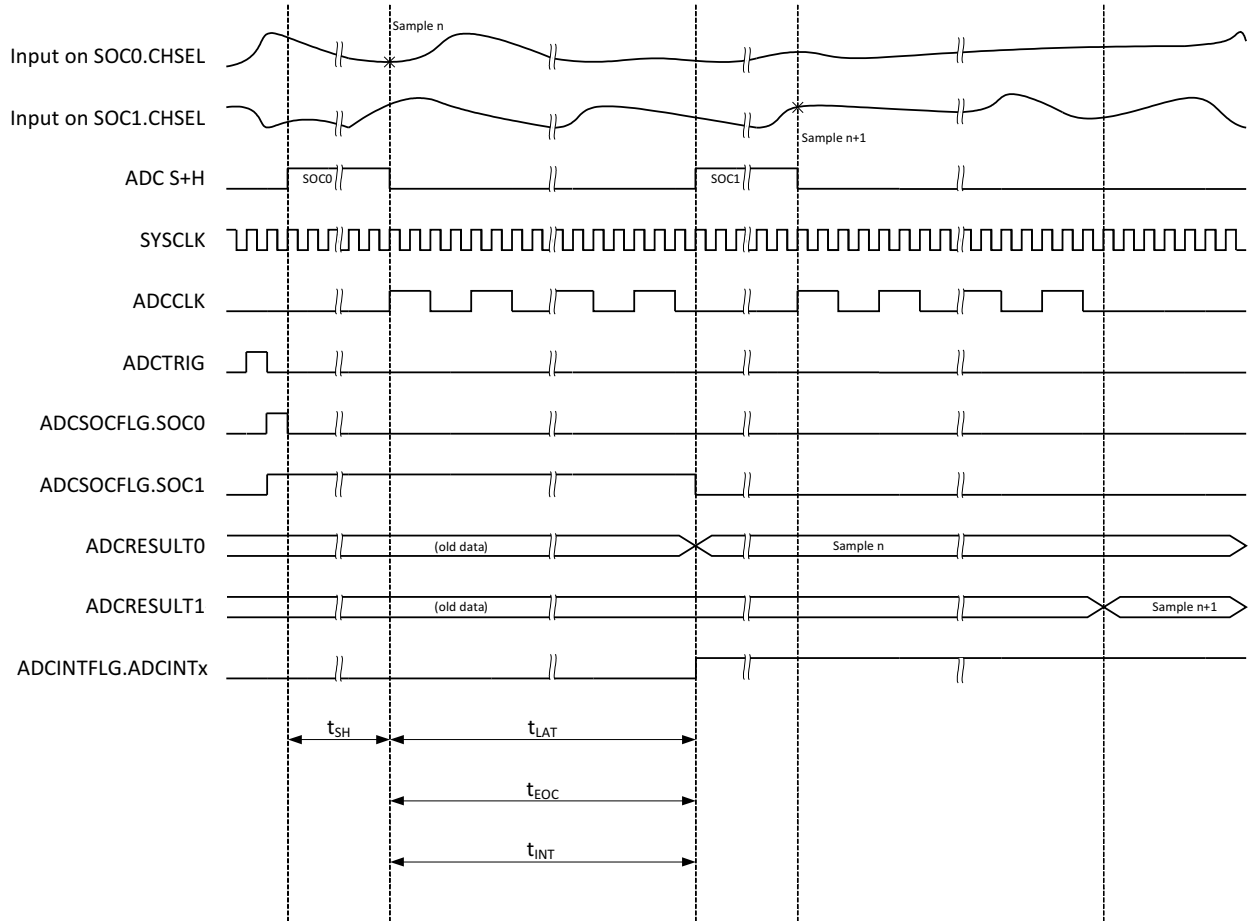 Sample n
Input on SOC0.CHSEL
Input on SOC1.CHSEL
Sample n+1
ADC S+H
SOC0
SOC1
SYSCLK
ADCCLK
ADCTRIG
ADCSOCFLG.SOC0
ADCSOCFLG.SOC1
ADCRESULT0
(old data)
Sample n
ADCRESULT1
(old data)
Sample n+1
ADCINTFLG.ADCINTx
tSH
tLAT
tEOC
tINT